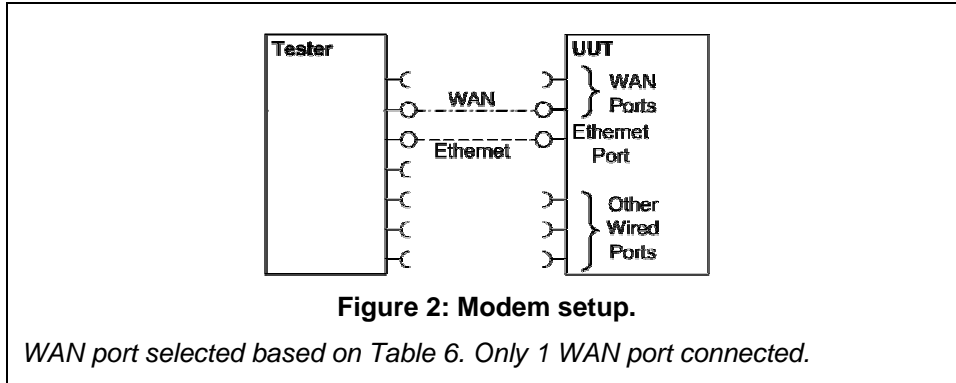 Tester
UUT
WAN
Ports
WAN
Ethernet
Port
Ethernet
Other
Wired
Ports
Figure 2: Modem setup.
WAN port selected based on Table 6. Only 1 WAN port connected.